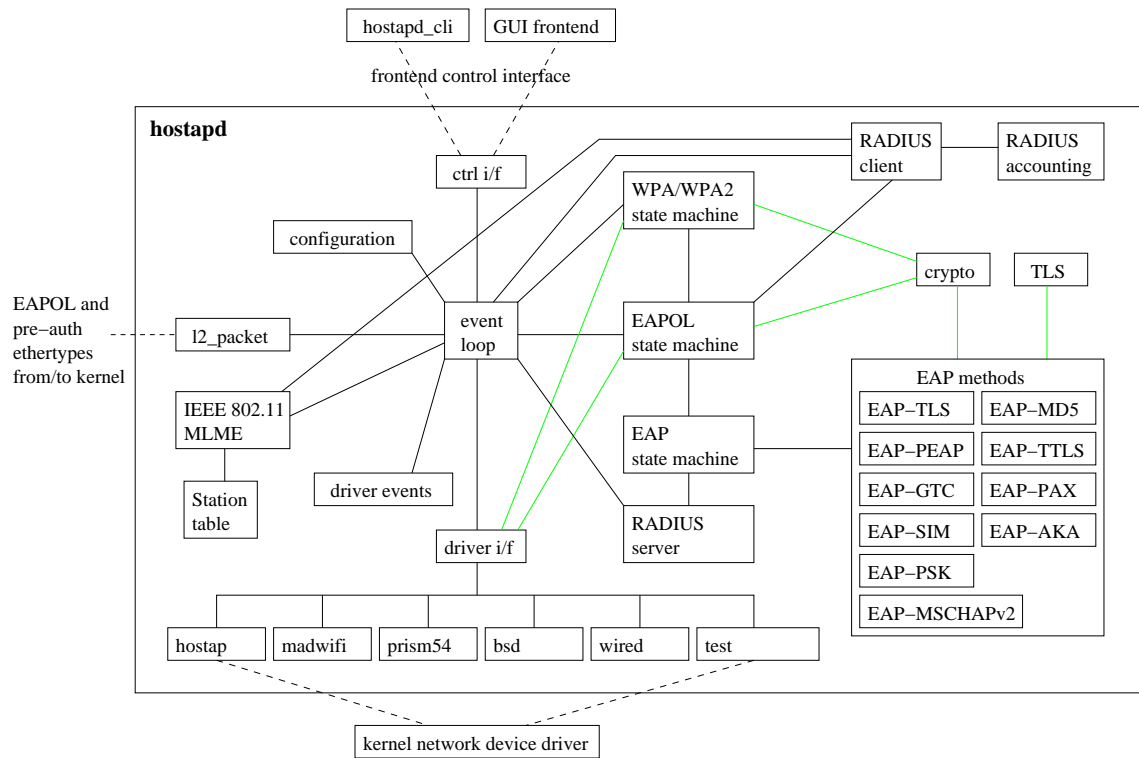 hostapd_cli
GUI frontend
frontend control interface
hostapd
RADIUS
client
RADIUS
accounting
ctrl i/f
WPA/WPA2
state machine
configuration
crypto
TLS
EAPOL and
pre−auth
ethertypes
from/to kernel
l2_packet
event
loop
EAPOL
state machine
EAP methods
EAP−TLS
EAP−MD5
EAP−PEAP
EAP−TTLS
EAP−GTC
EAP−PAX
EAP−SIM
EAP−AKA
EAP−PSK
EAP−MSCHAPv2
IEEE 802.11
MLME
EAP
state machine
Station
table
driver events
driver i/f
RADIUS
server
hostap
madwifi
prism54
bsd
wired
test
kernel network device driver